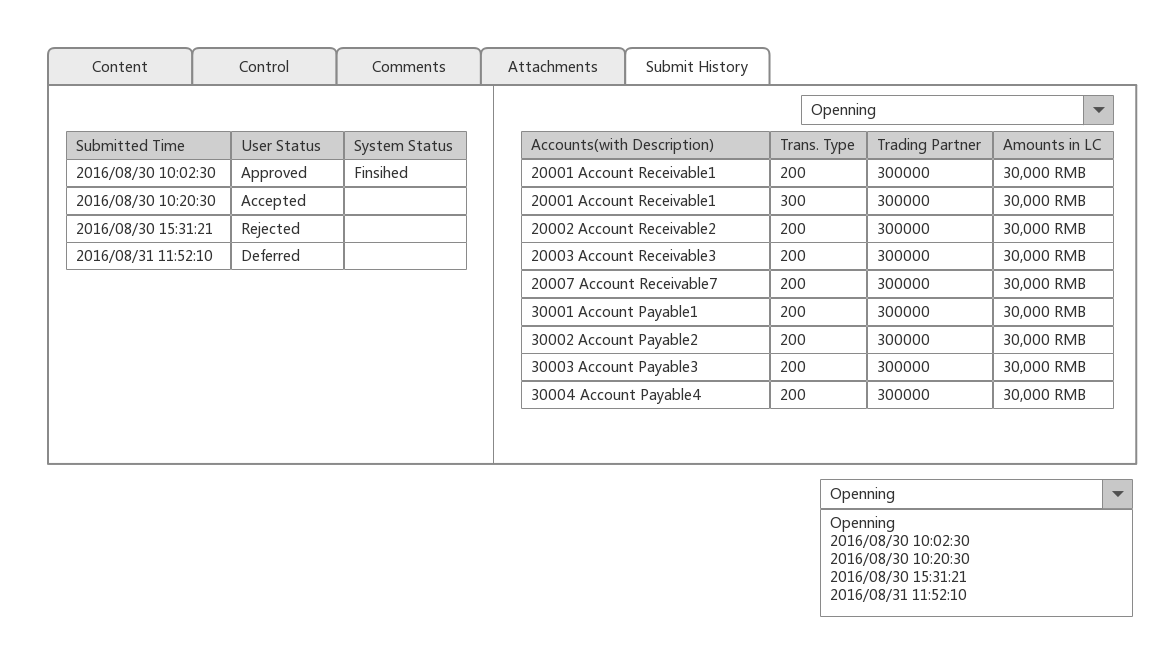 Content Control Comments Attachments Submit History
Openning
Submitted Time User Status System Status
2016/08/30 10:02:30 Approved Finsihed
2016/08/30 10:20:30 Accepted
2016/08/30 15:31:21 Rejected
2016/08/31 11:52:10 Deferred
Accounts(with Description) Trans. Type Trading Partner Amounts in LC
20001 Account Receivable1 200 300000 30,000 RMB
20001 Account Receivable1 300 300000 30,000 RMB
20002 Account Receivable2 200 300000 30,000 RMB
20003 Account Receivable3 200 300000 30,000 RMB
20007 Account Receivable7 200 300000 30,000 RMB
30001 Account Payable1 200 300000 30,000 RMB
30002 Account Payable2 200 300000 30,000 RMB
30003 Account Payable3 200 300000 30,000 RMB
30004 Account Payable4 200 300000 30,000 RMB
Openning
Openning
2016/08/30 10:02:30
2016/08/30 10:20:30
2016/08/30 15:31:21
2016/08/31 11:52:10